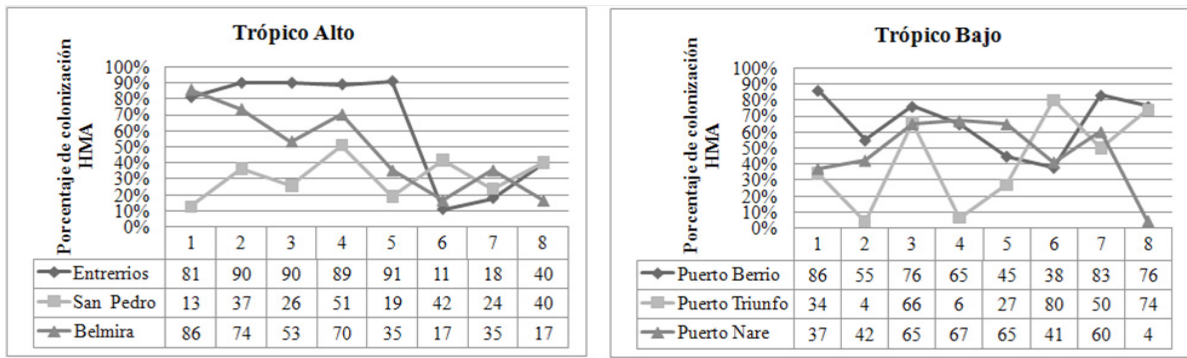 Trópico Alto
Porcentaje de colonización
HMA
100%
90%
80%
70%
60%
50%
40%
30%
20%
10%
0%
1 2 3 4 5 6 7 8
Entrerrios 81 90 90 89 91 11 18 40
San Pedro 13 37 26 51 19 42 24 40
Belmira 86 74 53 70 35 17 35 17
Trópico Bajo
Porcentaje de colonización
HMA
100%
90%
80%
70%
60%
50%
40%
30%
20%
10%
0%
1 2 3 4 5 6 7 8
Puerto Berrio 86 55 76 65 45 38 83 76
Puerto Triunfo 34 4 66 6 27 80 50 74
Puerto Nare 37 42 65 67 65 41 60 4